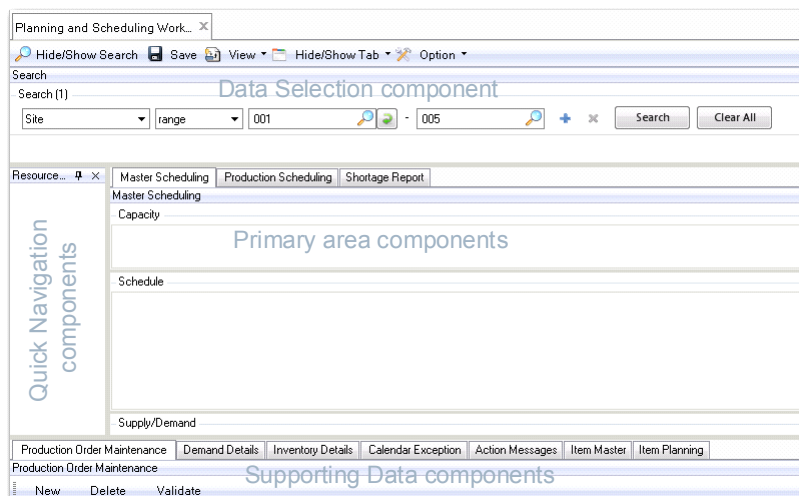 Planning and Scheduling Work...
Hide/Show Search Save View Hide/Show Tab Option
Search
Data Selection component
Search (1)
Site range 001 - 005 Search Clear All
Resource...
Master Scheduling Production Scheduling Shortage Report
Master Scheduling
Capacity
Primary area components
Quick Navigation
components
Schedule
Supply/Demand
Production Order Maintenance Demand Details Inventory Details Calendar Exception Action Messages Item Master Item Planning
Production Order Maintenance
Supporting Data components
New Delete Validate